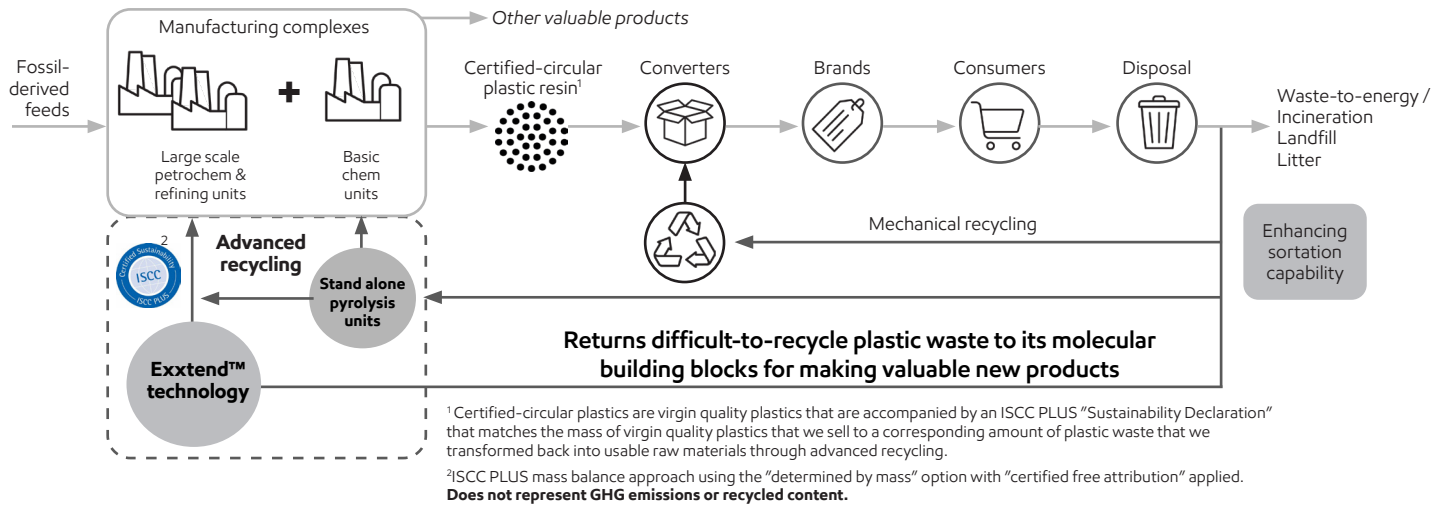 Manufacturing complexes
Other valuable products
Fossil-
derived
feeds
+
Large scale
petrochem &
refining units
Basic
chem
units
Certified-circular
plastic resin¹
Converters
Brands
Consumers
Disposal
Waste-to-energy /
Incineration
Landfill
Litter
2
Certified Sustainability
ISCC
ISCC PLUS
Advanced
recycling
Stand alone
pyrolysis
units
Exxtend™
technology
Mechanical recycling
Enhancing
sortation
capability
Returns difficult-to-recycle plastic waste to its molecular
building blocks for making valuable new products
¹ Certified-circular plastics are virgin quality plastics that are accompanied by an ISCC PLUS "Sustainability Declaration"
that matches the mass of virgin quality plastics that we sell to a corresponding amount of plastic waste that we
transformed back into usable raw materials through advanced recycling.
²ISCC PLUS mass balance approach using the "determined by mass" option with "certified free attribution" applied.
Does not represent GHG emissions or recycled content.